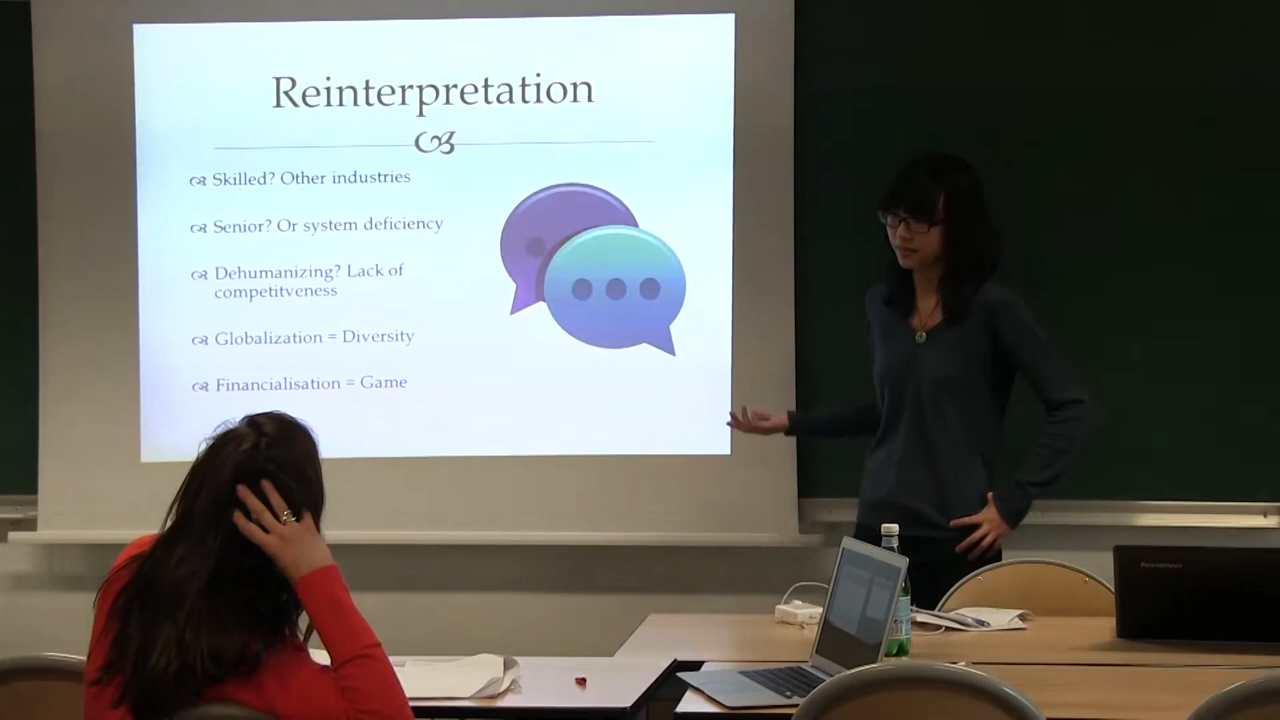 Reinterpretation
Skilled? Other industries
Senior? Or system deficiency
Dehumanizing? Lack of
competitveness
Globalization = Diversity
Financialisation = Game